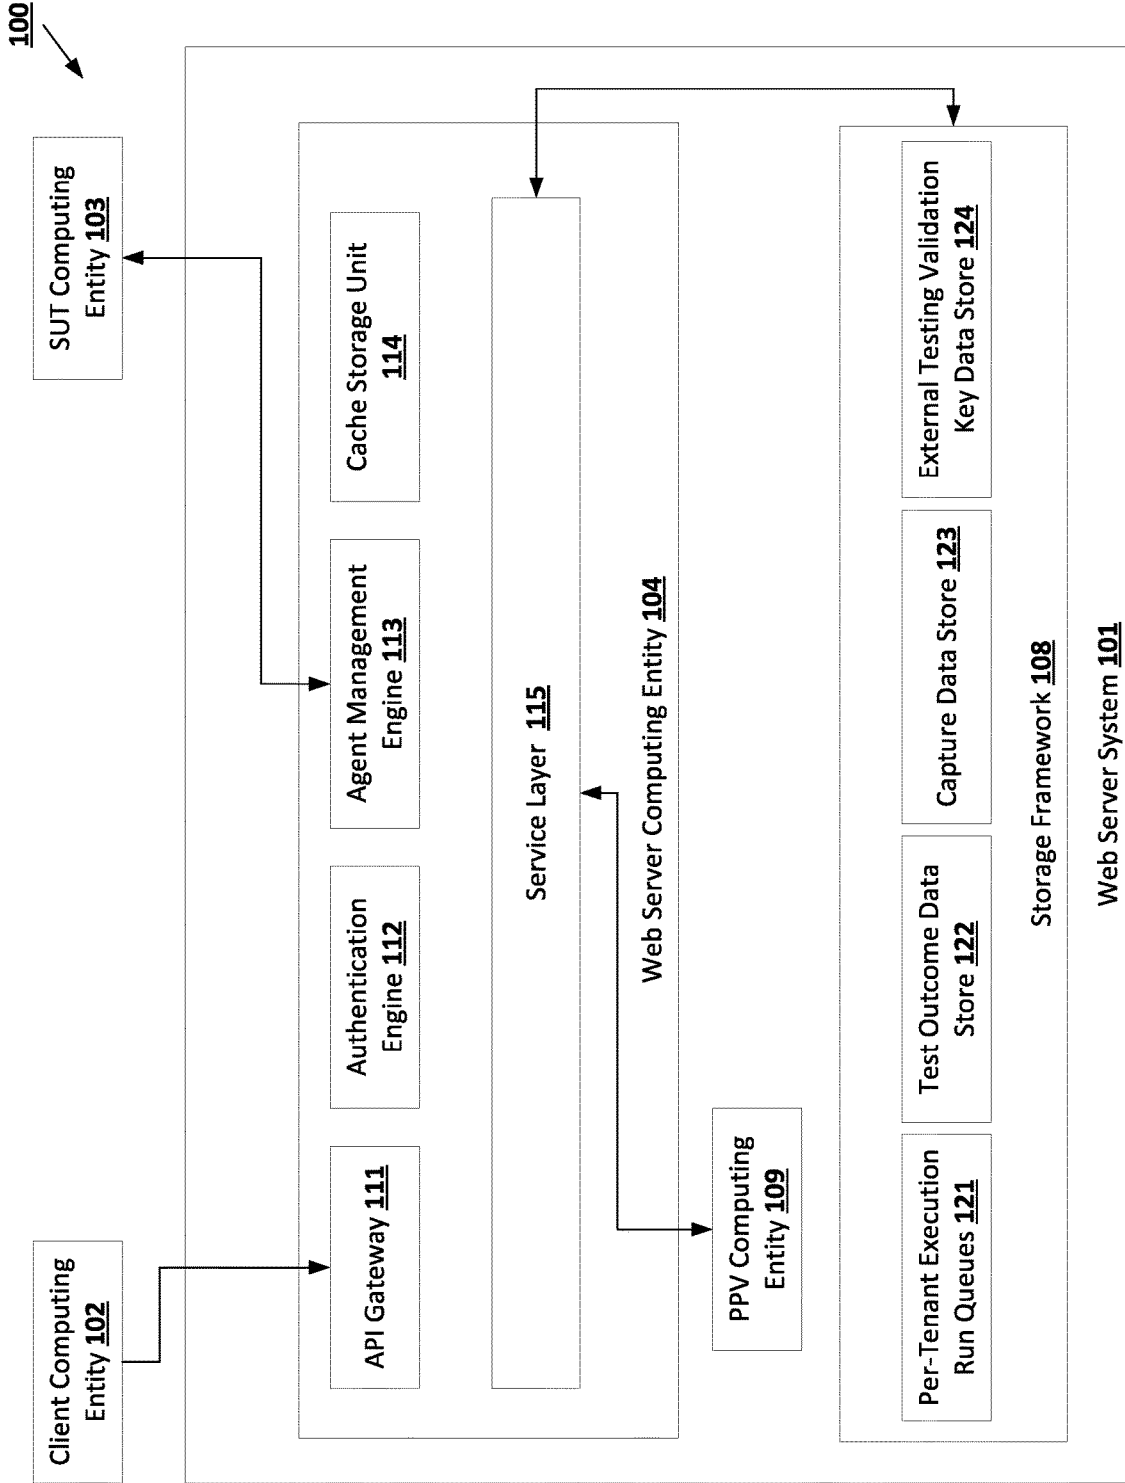 100
Client Computing
Entity 102
SUT Computing
Entity 103
API Gateway 111
Authentication
Engine 112
Agent Management
Engine 113
Cache Storage Unit
114
Service Layer 115
Web Server Computing Entity 104
PPV Computing
Entity 109
Per-Tenant Execution
Run Queues 121
Test Outcome Data
Store 122
Capture Data Store 123
External Testing Validation
Key Data Store 124
Storage Framework 108
Web Server System 101